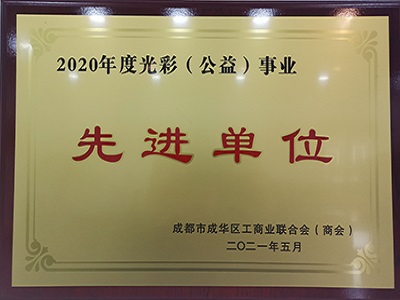 2020年度光彩（公益）事业
先进单位
成都市成华区工商业联合会（商会）
二〇二一年五月